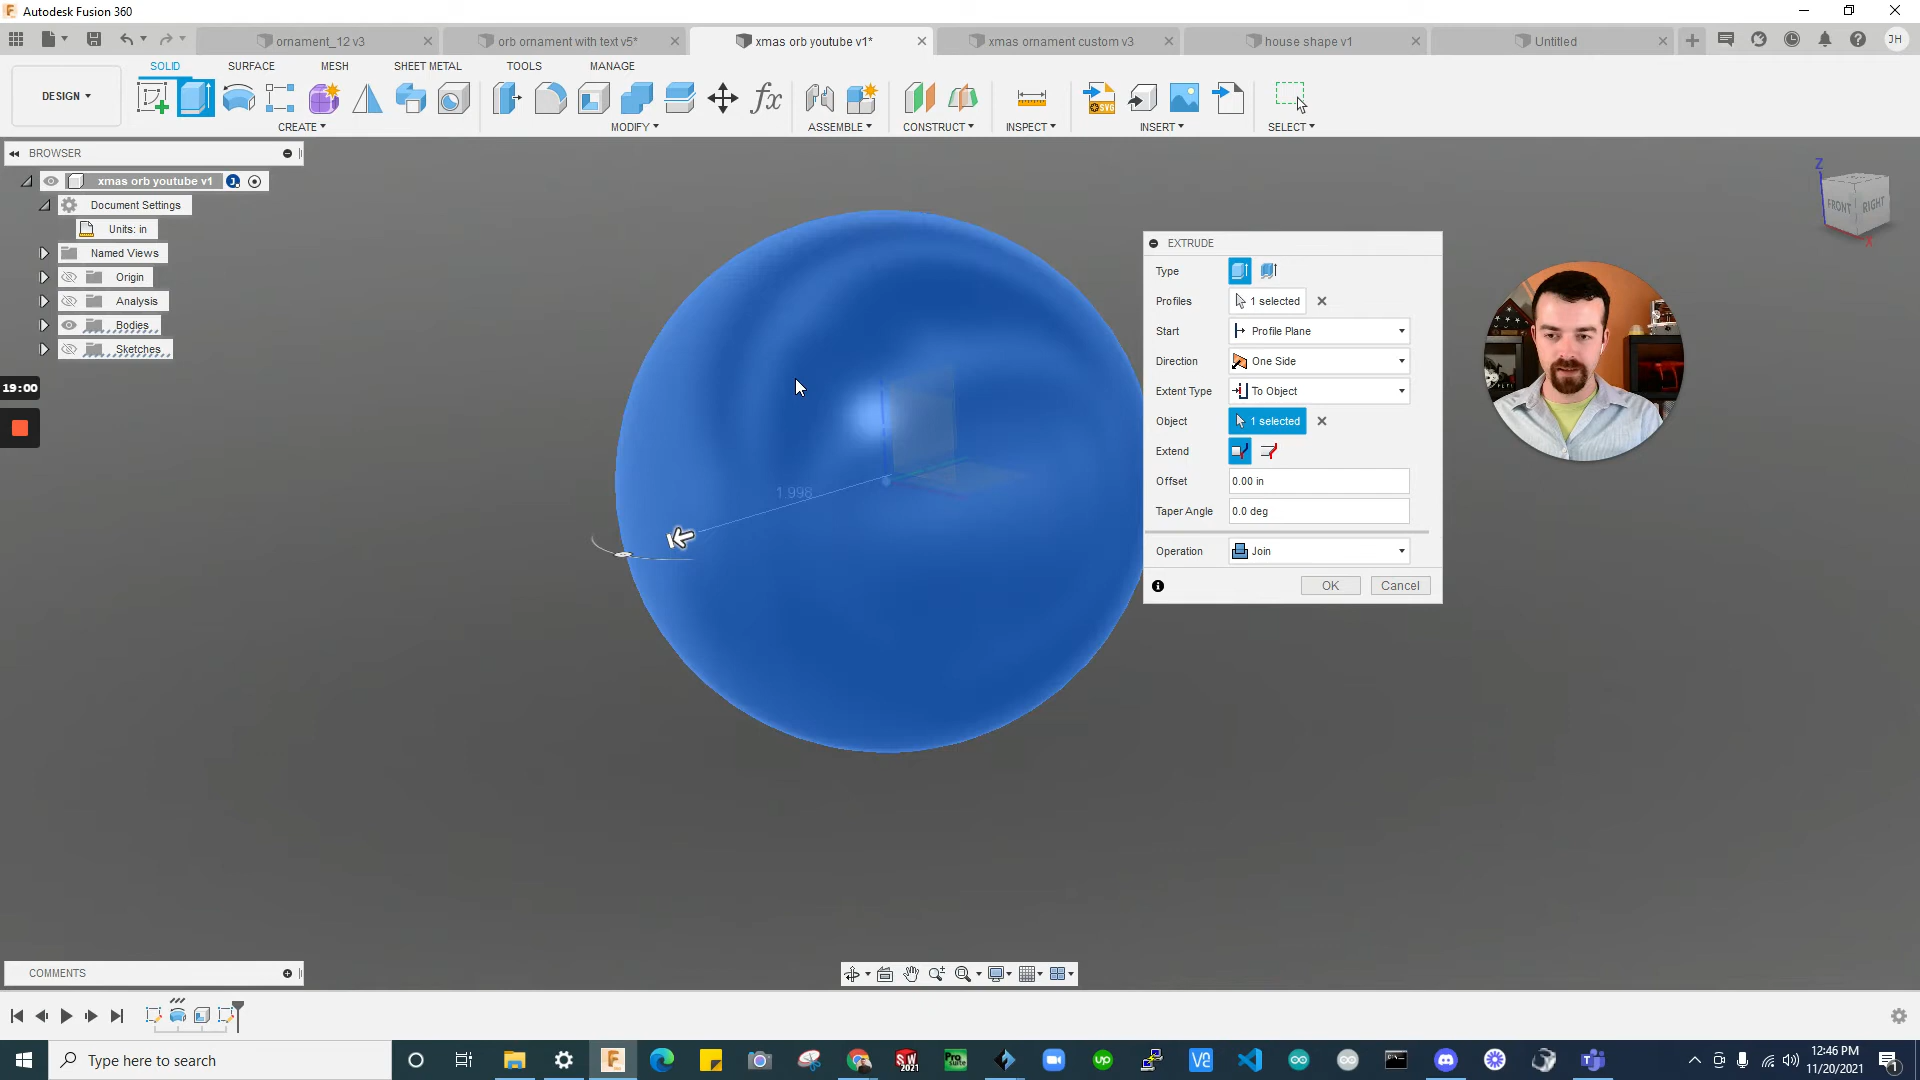 Autodesk Fusion 360
ornament_12 v3
orb ornament with text v5*
xmas orb youtube v1*
xmas ornament custom v3
house shape v1
Untitled
JH
DESIGN
SOLID
SURFACE
MESH
SHEET METAL
TOOLS
MANAGE
CREATE
MODIFY
ASSEMBLE
CONSTRUCT
INSPECT
INSERT
SELECT
SVG
BROWSER
xmas orb youtube v1
Document Settings
Units: in
Named Views
Origin
Analysis
Bodies
Sketches
19:00
1.998
Z
FRONT
RIGHT
X
EXTRUDE
Type
Profiles
1 selected
Start
Profile Plane
Direction
One Side
Extent Type
To Object
Object
1 selected
Extend
Offset
0.00 in
Taper Angle
0.0 deg
Operation
Join
OK
Cancel
COMMENTS
Type here to search
2021
12:46 PM
11/20/2021